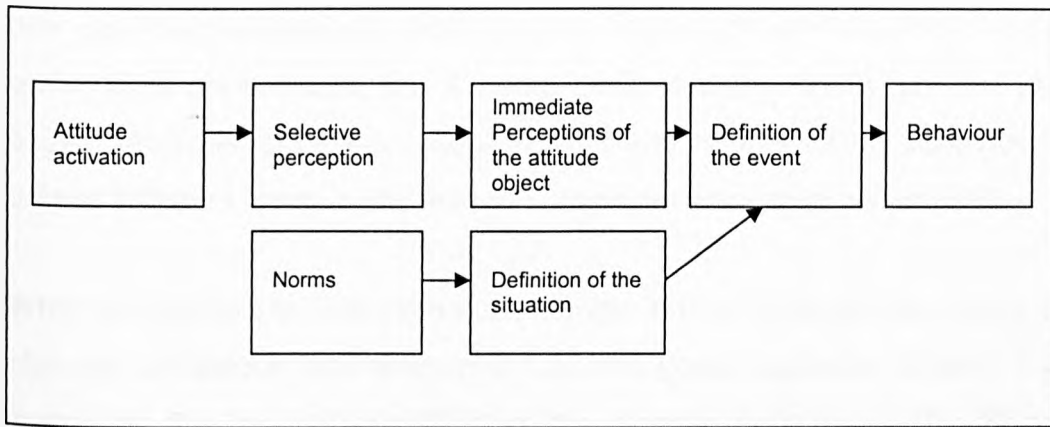 Attitude
activation
Selective
perception
Immediate
Perceptions of
the attitude
object
Definition of
the event
Behaviour
Norms
Definition of the
situation